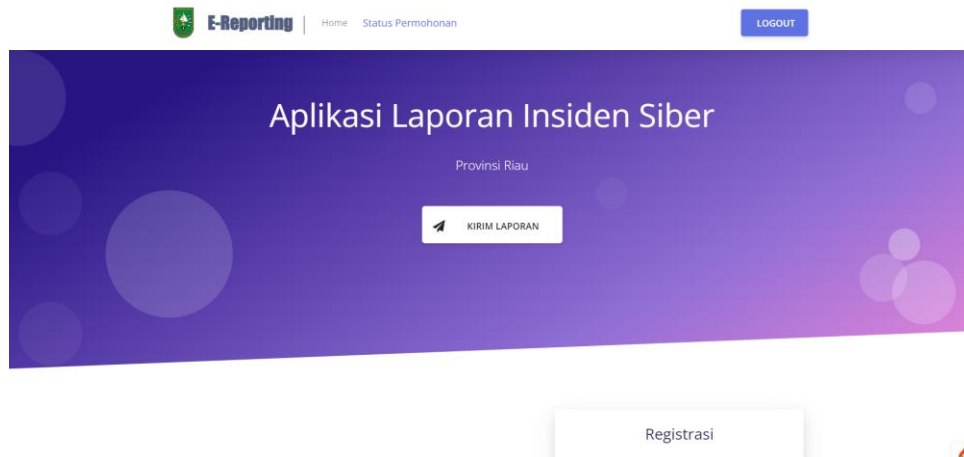 E-Reporting
Home Status Permohonan
LOGOUT
Aplikasi Laporan Insiden Siber
Provinsi Riau
KIRIM LAPORAN
Registrasi